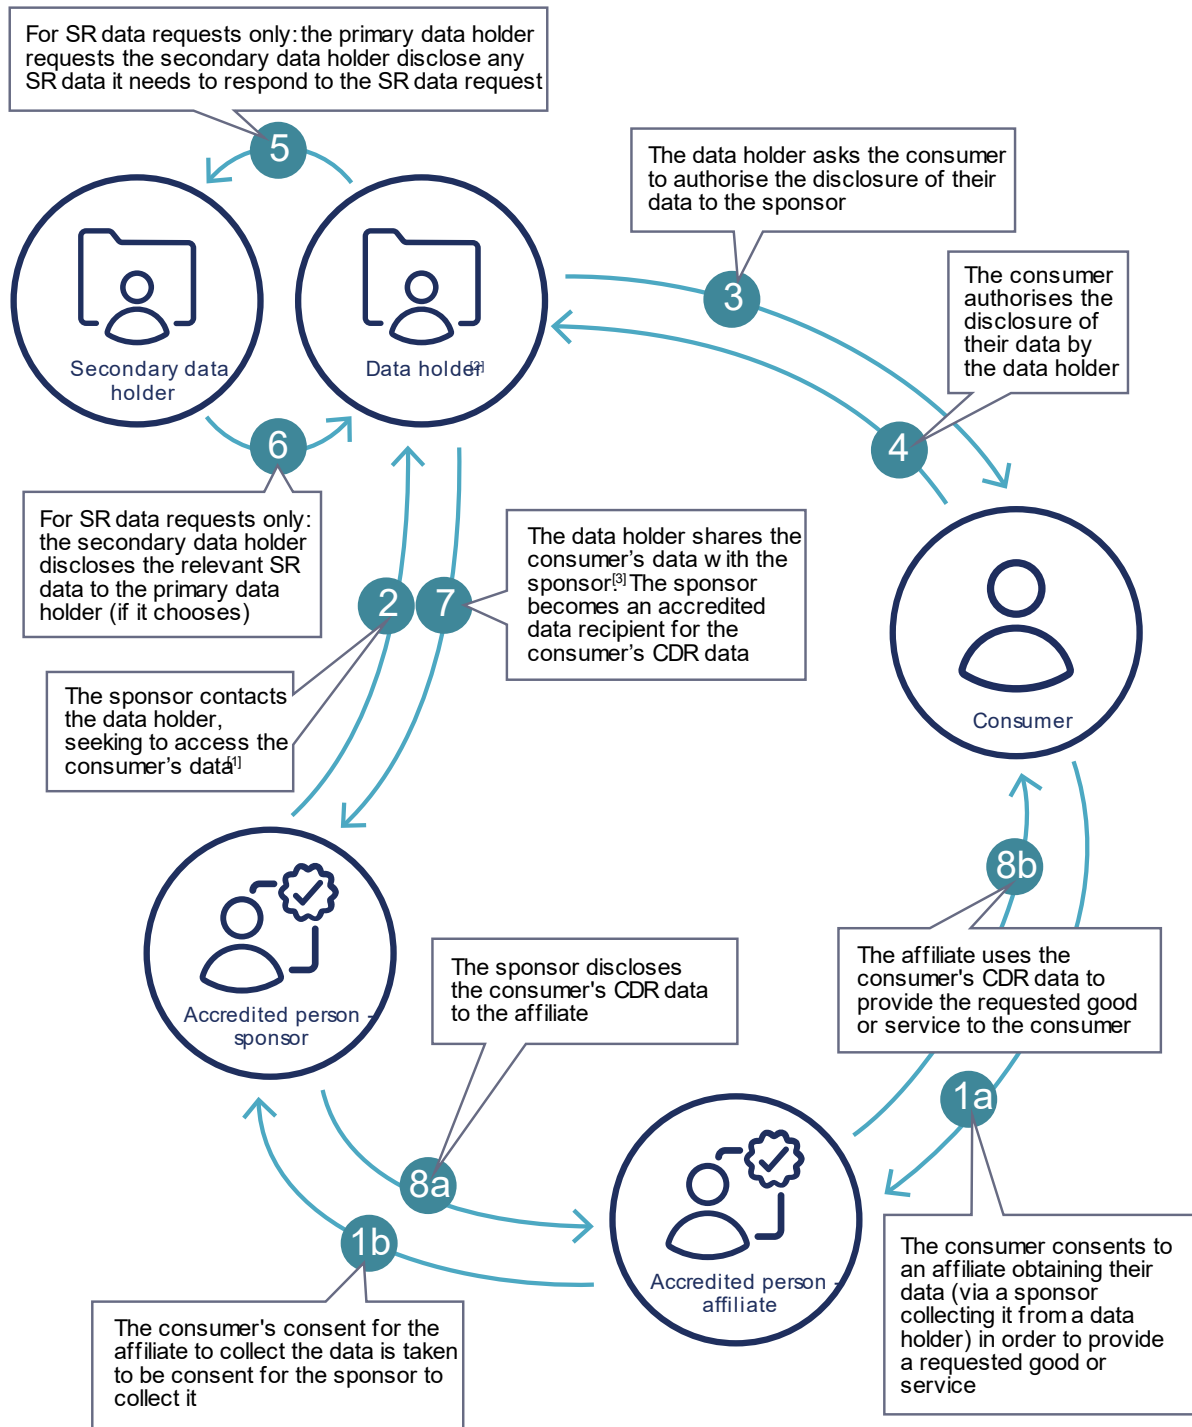 For SR data requests only: the primary data holder
requests the secondary data holder disclose any
SR data it needs to respond to the SR data request
5
The data holder asks the consumer
to authorise the disclosure of their
data to the sponsor
3
The consumer
authorises the
disclosure of
their data by
the data holder
4
Secondary data
holder
Data holder[2]
6
For SR data requests only:
the secondary data holder
discloses the relevant SR
data to the primary data
holder (if it chooses)
The data holder shares the
consumer's data with the
sponsor.[3] The sponsor
becomes an accredited
data recipient for the
consumer's CDR data
2
7
The sponsor contacts
the data holder,
seeking to access the
consumer's data[1]
Consumer
8b
The affiliate uses the
consumer's CDR data to
provide the requested good
or service to the consumer
Accredited person -
sponsor
The sponsor discloses
the consumer's CDR data
to the affiliate
8a
1a
1b
Accredited person -
affiliate
The consumer consents to
an affiliate obtaining their
data (via a sponsor
collecting it from a data
holder) in order to provide
a requested good or
service
The consumer's consent for the
affiliate to collect the data is taken
to be consent for the sponsor to
collect it